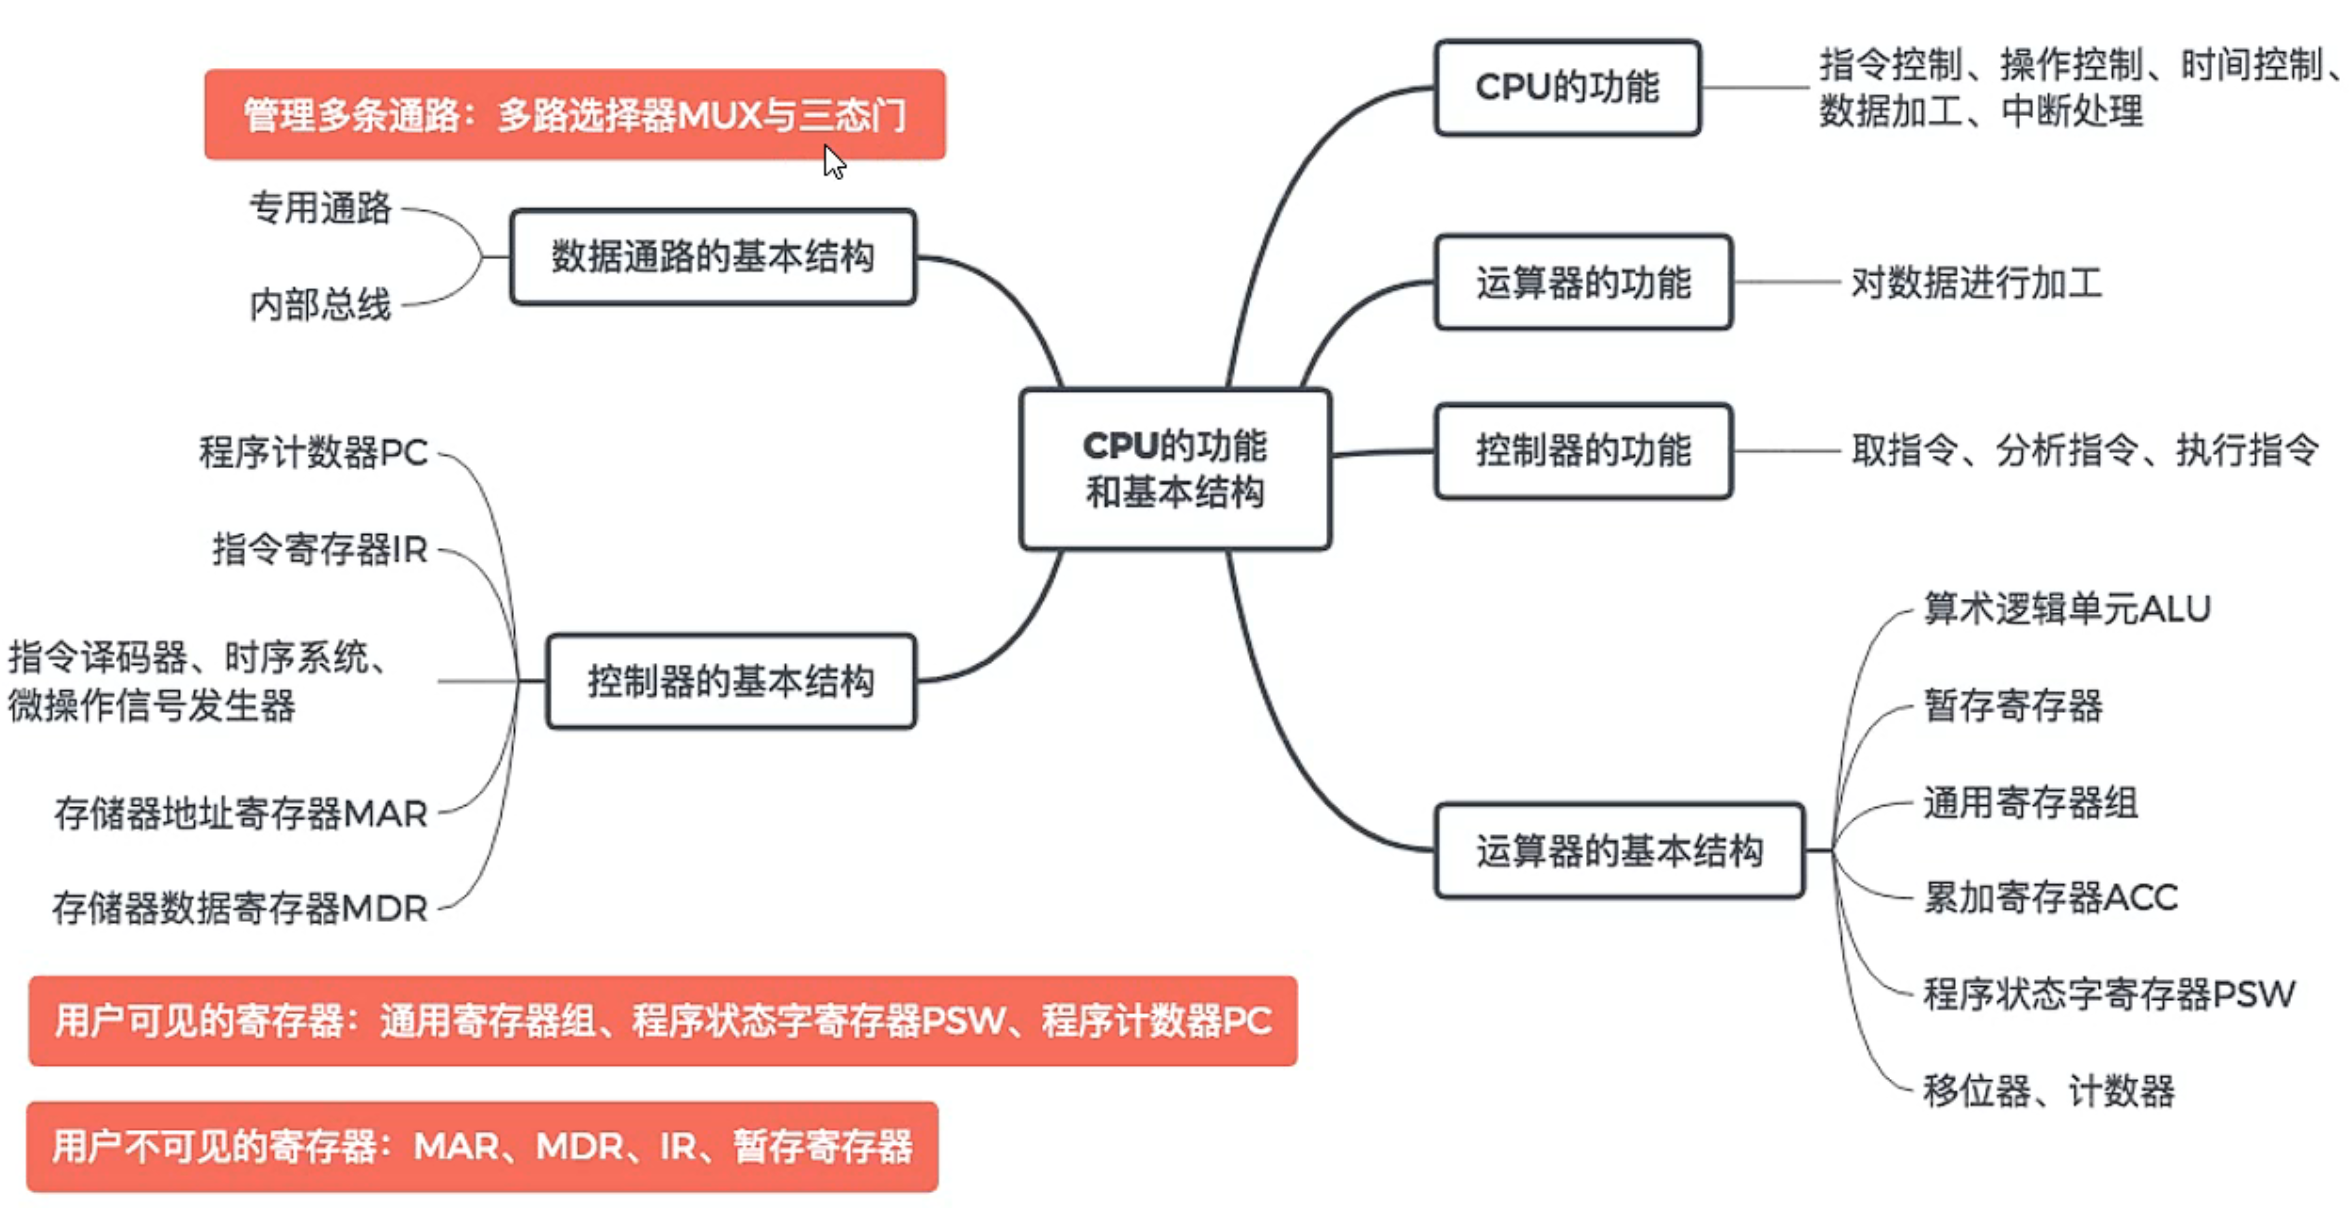 管理多条通路：多路选择器MUX与三态门
专用通路
内部总线
数据通路的基本结构
程序计数器PC
指令寄存器IR
指令译码器、时序系统、
微操作信号发生器
存储器地址寄存器MAR
存储器数据寄存器MDR
控制器的基本结构
用户可见的寄存器：通用寄存器组、程序状态字寄存器PSW、程序计数器PC
用户不可见的寄存器：MAR、MDR、IR、暂存寄存器
CPU的功能
和基本结构
CPU的功能
指令控制、操作控制、时间控制、
数据加工、中断处理
运算器的功能
对数据进行加工
控制器的功能
取指令、分析指令、执行指令
运算器的基本结构
算术逻辑单元ALU
暂存寄存器
通用寄存器组
累加寄存器ACC
程序状态字寄存器PSW
移位器、计数器